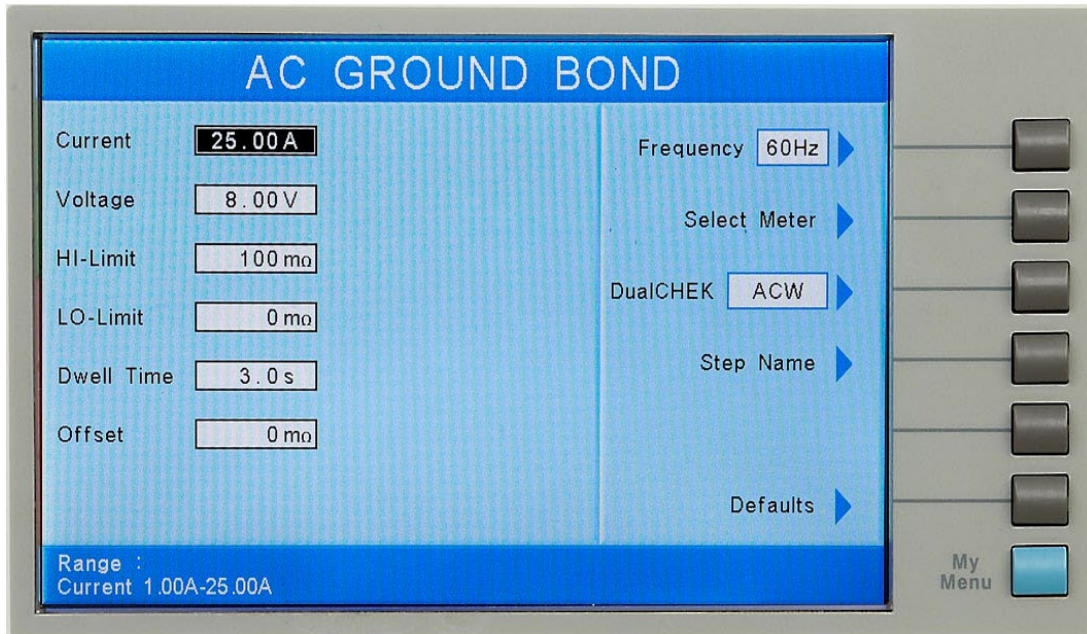 AC GROUND BOND
Current 25.00A
Voltage 8.00V
HI-Limit 100 mΩ
LO-Limit 0 mΩ
Dwell Time 3.0s
Offset 0 mΩ
Frequency 60Hz
Select Meter
DualCHEK ACW
Step Name
Defaults
Range :
Current 1.00A-25.00A
My
Menu